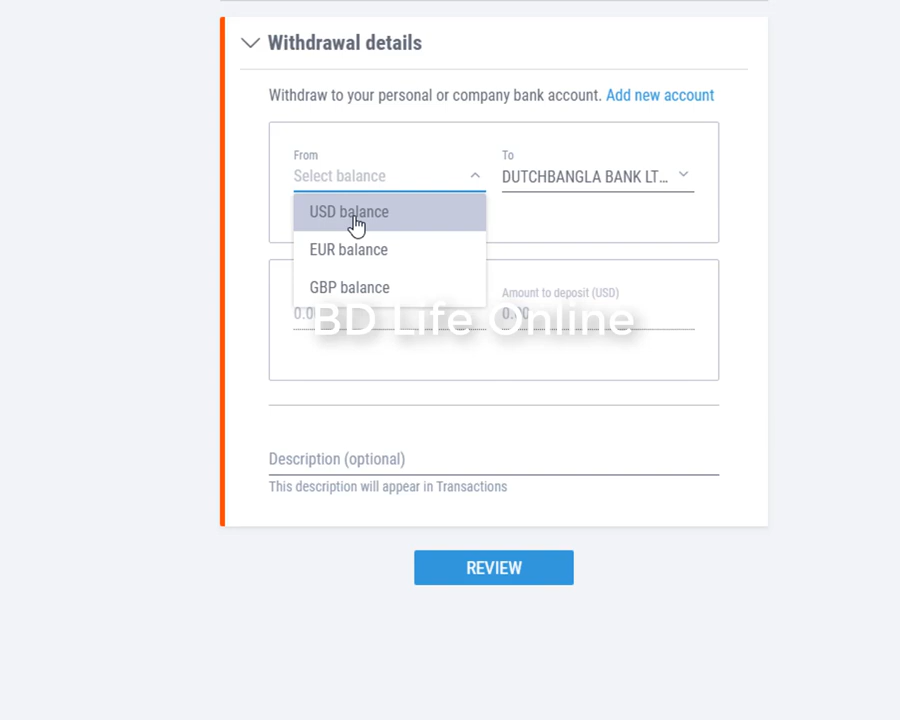 Withdrawal details
Withdraw to your personal or company bank account. Add new account
From
To
Select balance
DUTCHBANGLA BANK LT...
USD balance
EUR balance
GBP balance
Amount to deposit (USD)
0.00
BD Life Online
Description (optional)
This description will appear in Transactions
REVIEW